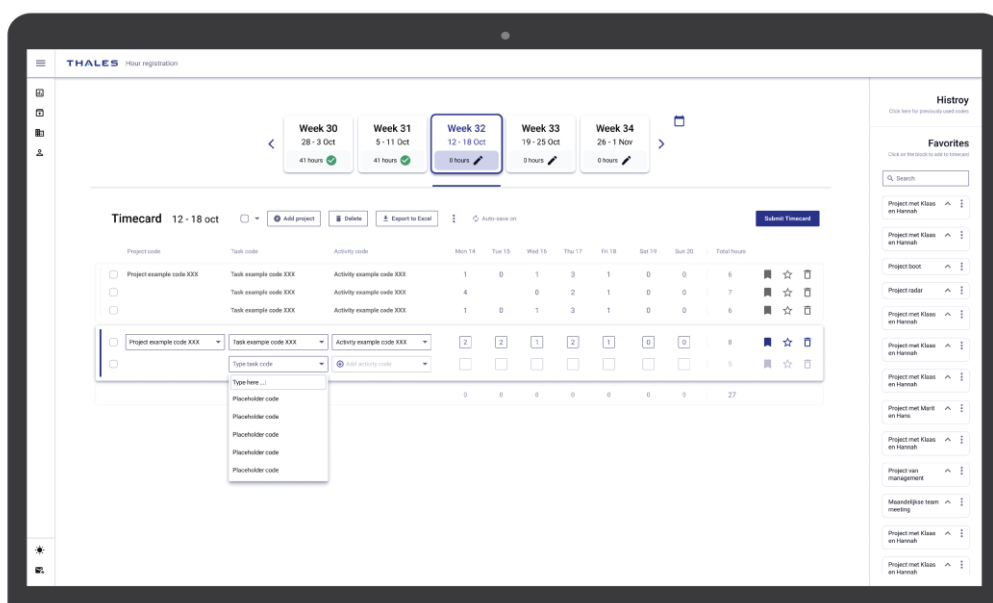 THALES Hour registration
Week 30
28 - 3 Oct
41 hours
Week 31
5 - 11 Oct
41 hours
Week 32
12 - 18 Oct
0 hours
Week 33
19 - 25 Oct
0 hours
Week 34
26 - 1 Nov
0 hours
Timecard 12 - 18 oct
Add project
Delete
Export to Excel
Auto-save on
Submit Timecard
Project code Task code Activity code Mon 14 Tue 15 Wed 16 Thu 17 Fri 18 Sat 19 Sun 20 Total hours
Project example code XXX Task example code XXX Activity example code XXX 1 0 1 3 1 0 0 6
Task example code XXX Activity example code XXX 4 0 2 1 0 0 7
Task example code XXX Activity example code XXX 1 0 1 3 1 0 0 6
Project example code XXX Task example code XXX Activity example code XXX 2 2 1 2 1 0 0 8
Type task code Add activity code 5
Type here ...
Placeholder code
Placeholder code
Placeholder code
Placeholder code
Placeholder code
0 0 0 0 0 0 0 27
Histroy
Click here for previously used codes
Favorites
Click on the block to add to timecard
Search
Project met Klaas
en Hannah
Project met Klaas
en Hannah
Project boot
Project radar
Project met Klaas
en Hannah
Project met Klaas
en Hannah
Project met Klaas
en Hannah
Project met Marit
en Hans
Project met Klaas
en Hannah
Project van
management
Maandelijkse team
meeting
Project met Klaas
en Hannah
Project met Klaas
en Hannah